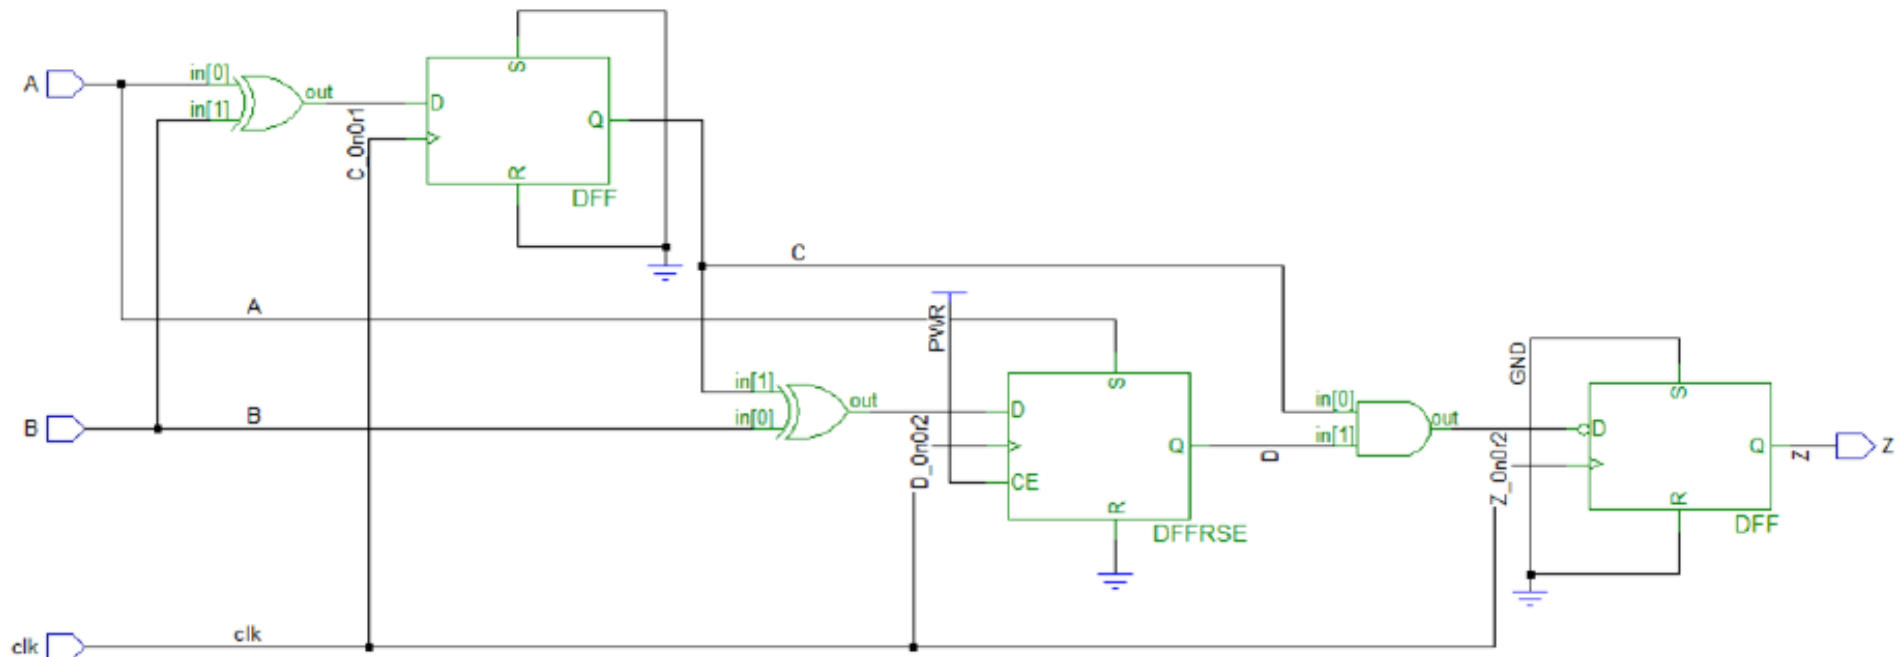 A
in[0]
in[1]
out
C_0n0r1
D
S
Q
R
DFF
C
A
PWR
B
B
in[1]
in[0]
out
D_0n0r2
D
CE
S
Q
R
DFFRSE
D
in[0]
in[1]
out
GND
Z_0n0r2
D
S
Q
R
DFF
Z
Z
clk
clk